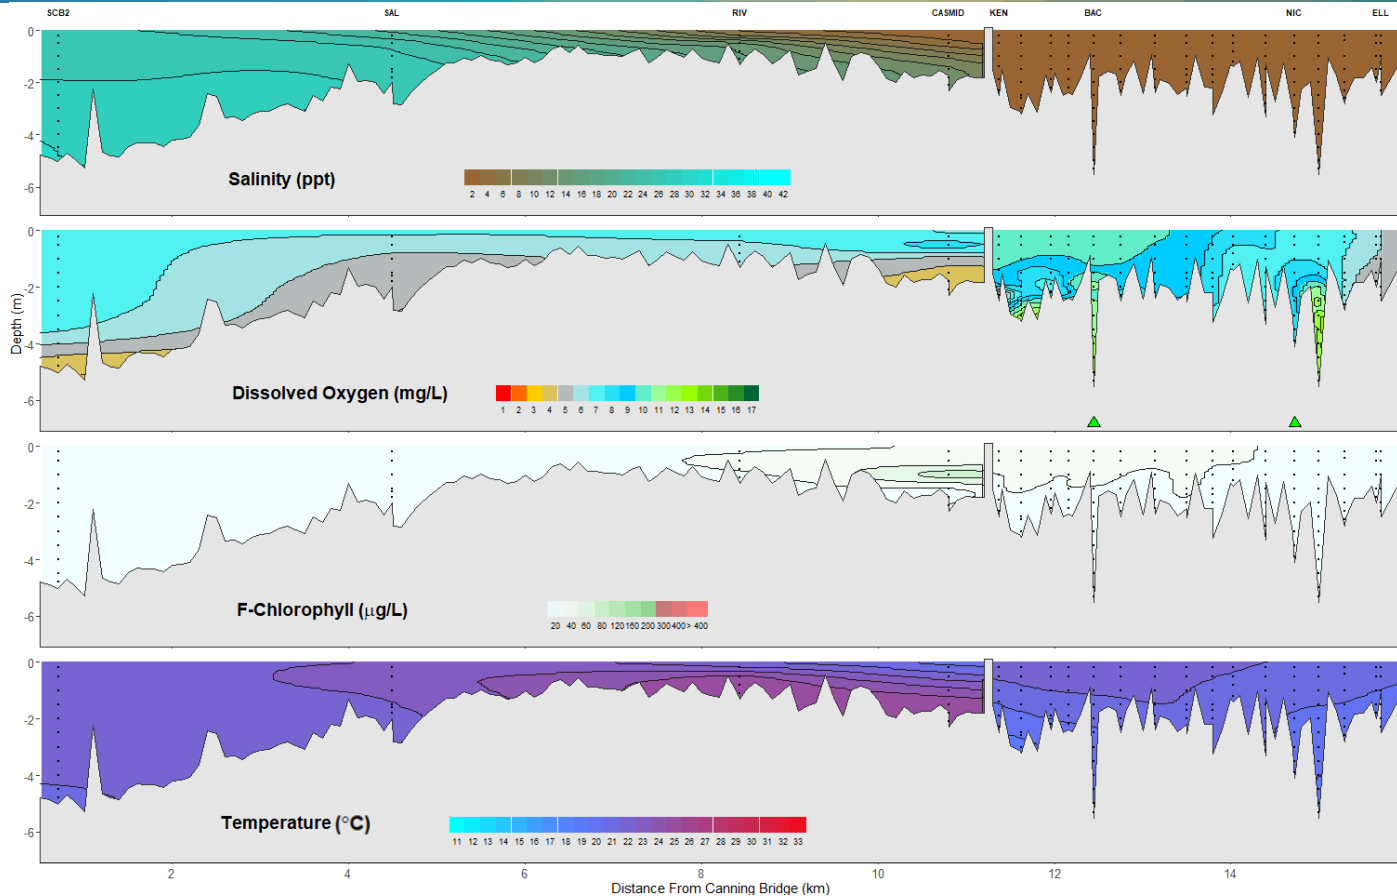 SCB2 SAL RIV CASMID KEN BAC NIC ELL
0
-2
-4
-6
Salinity (ppt)
2 4 6 8 10 12 14 16 18 20 22 24 26 28 30 32 34 36 38 40 42
0
-2
-4
-6
Depth (m)
Dissolved Oxygen (mg/L)
1 2 3 4 5 6 7 8 9 10 11 12 13 14 15 16 17
0
-2
-4
-6
F-Chlorophyll (μg/L)
20 40 60 80 120 160 200 300 400 > 400
0
-2
-4
-6
Temperature (°C)
11 12 13 14 15 16 17 18 19 20 21 22 23 24 25 26 27 28 29 30 31 32 33
2 4 6 8 10 12 14
Distance From Canning Bridge (km)